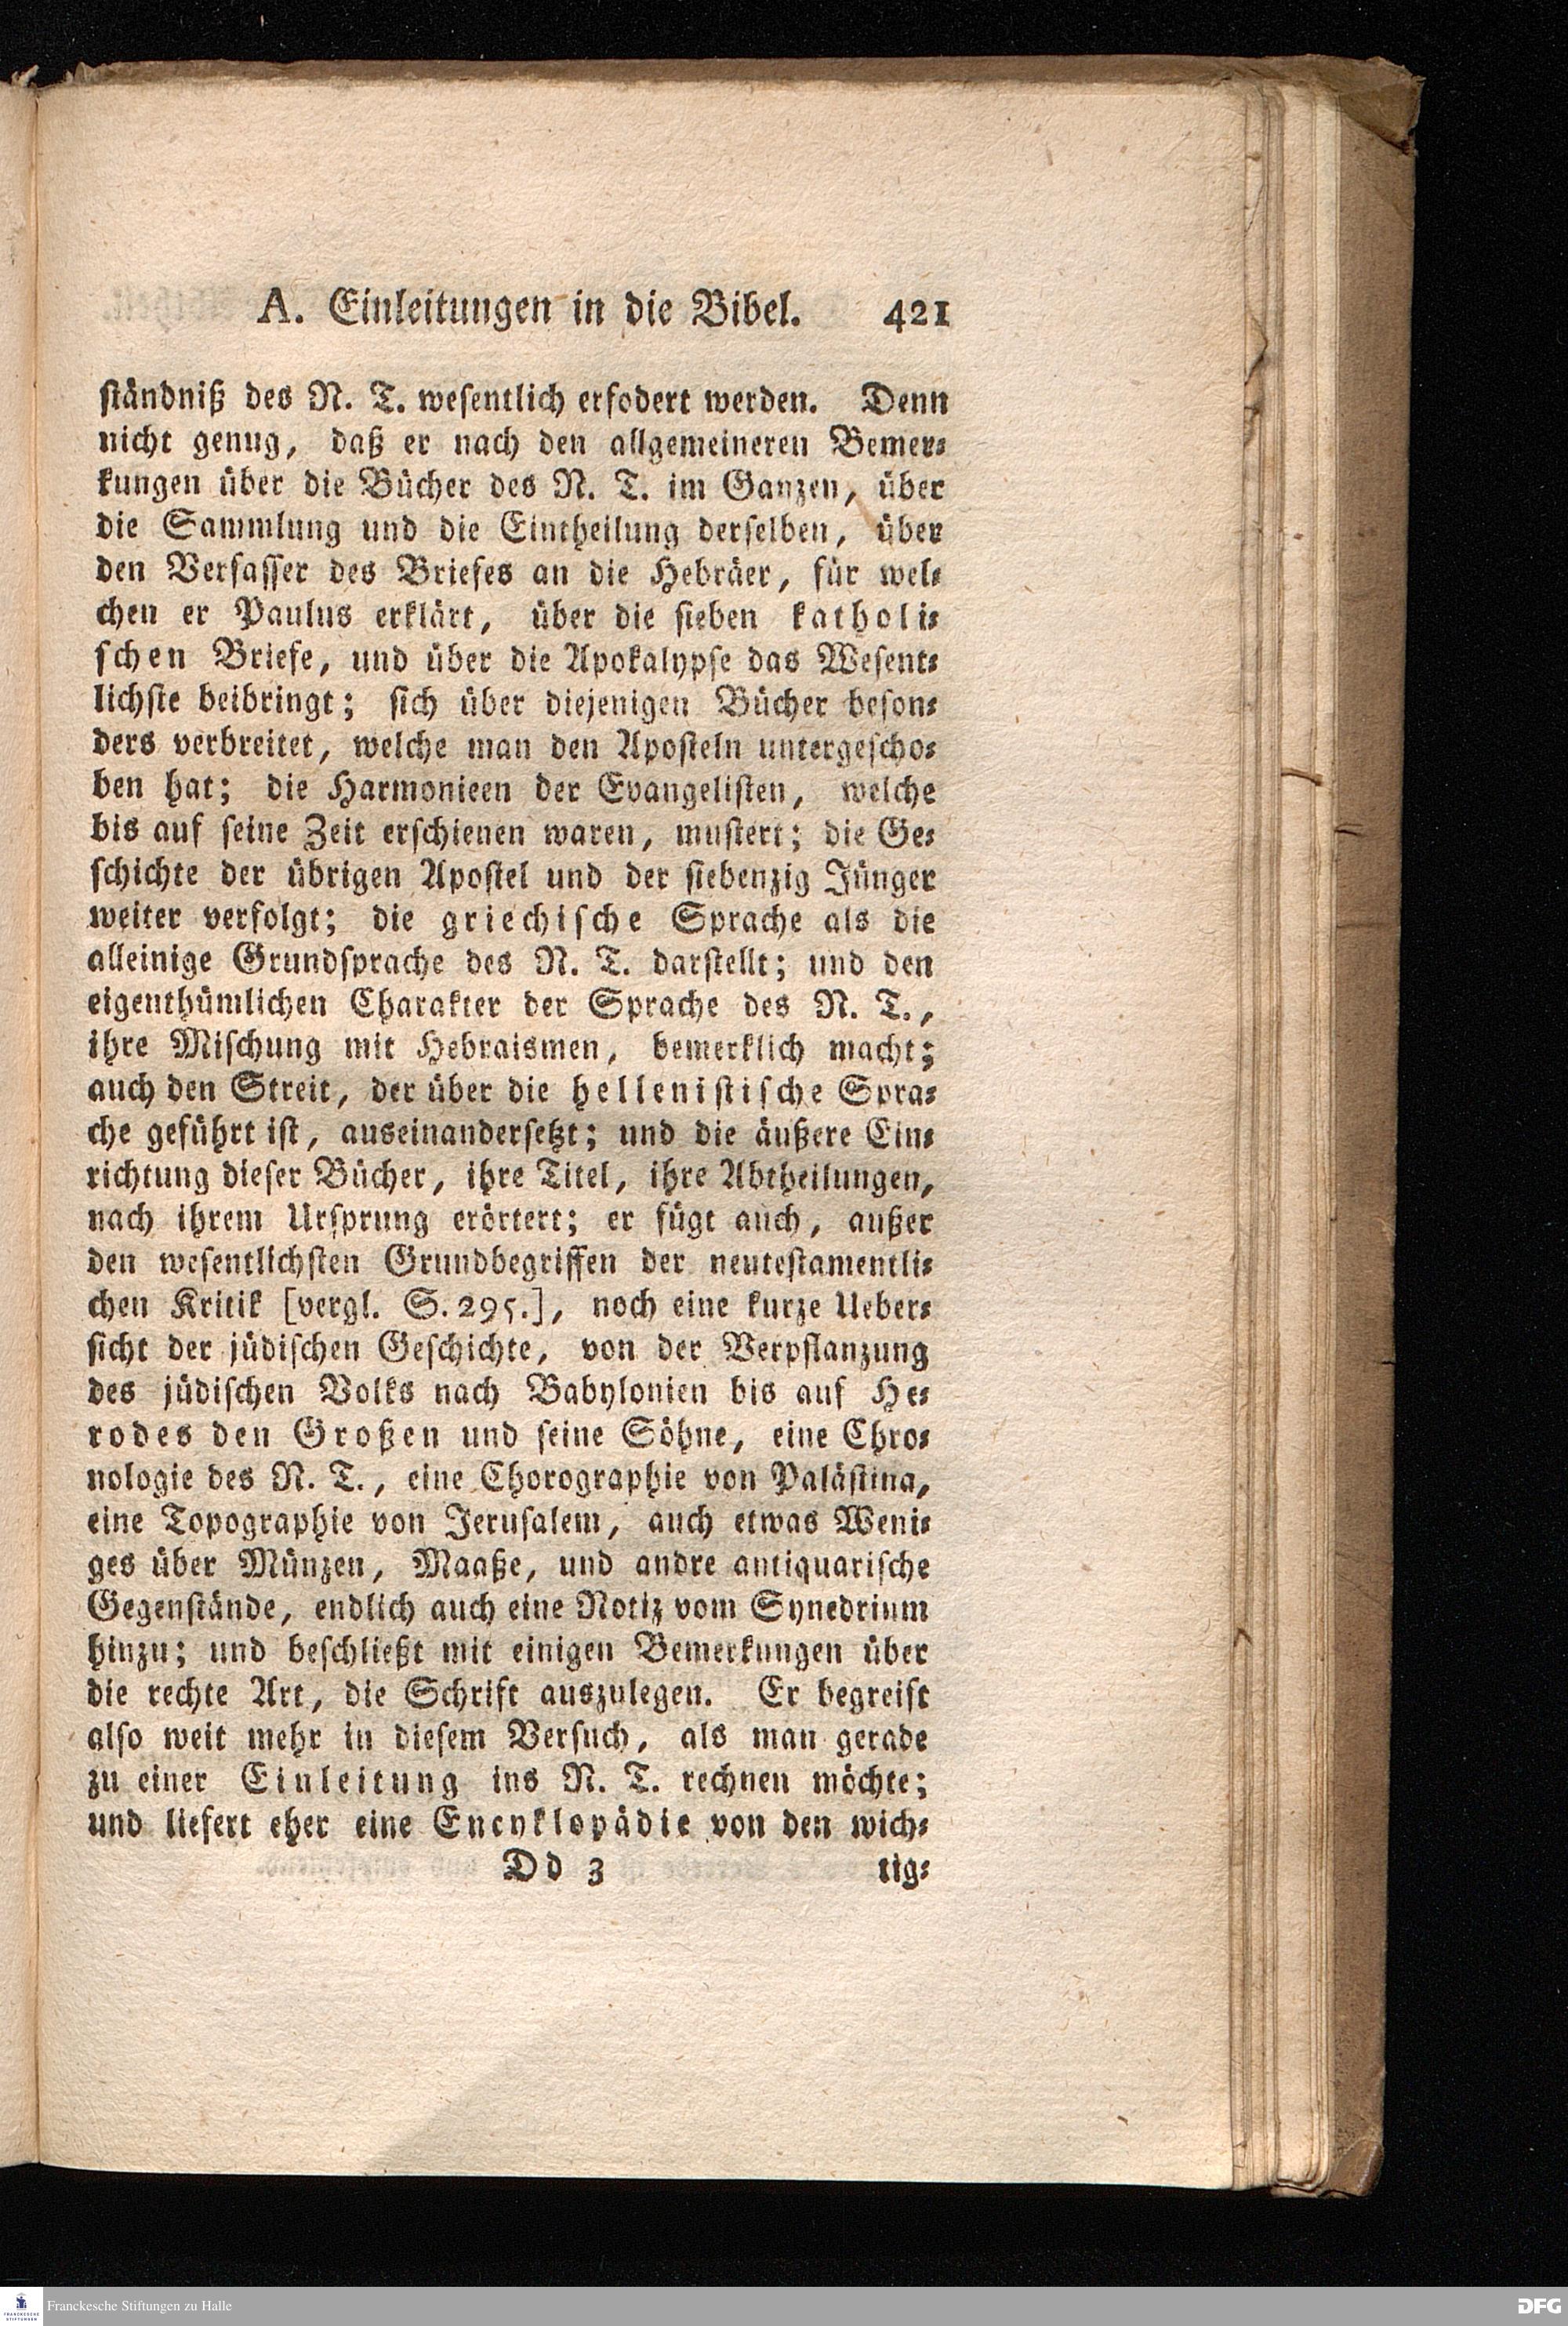 A. Einleitungen in die Bibel. 421
ständniß des N. T. wesentlich erfodert werden. Denn
nicht genug, daß er nach den allgemeineren Bemer⸗
kungen über die Bücher des N. T. im Ganzen, über
die Sammlung und die Eintheilung derselben, über
den Verfasser des Briefes an die Hebräer, für wel⸗
chen er Paulus erklärt, über die sieben katholi⸗
schen Briefe, und über die Apokalypse das Wesent⸗
lichste beibringt; sich über diejenigen Bücher beson⸗
ders verbreitet, welche man den Aposteln untergescho⸗
ben hat; die Harmonieen der Evangelisten, welche
bis auf seine Zeit erschienen waren, mustert; die Ge⸗
schichte der übrigen Apostel und der siebenzig Jünger
weiter verfolgt; die griechische Sprache als die
alleinige Grundsprache des N. T. darstellt; und den
eigenthümlichen Charakter der Sprache des N. T.,
ihre Mischung mit Hebraismen, bemerklich macht;
auch den Streit, der über die hellenistische Spra⸗
che geführt ist, auseinandersetzt; und die äußere Ein⸗
richtung dieser Bücher, ihre Titel, ihre Abtheilungen,
nach ihrem Ursprung erörtert; er fügt auch, außer
den wesentlichsten Grundbegriffen der neutestamentli⸗
chen Kritik [vergl. S. 295.], noch eine kurze Ueber⸗
sicht der jüdischen Geschichte, von der Verpflanzung
des jüdischen Volks nach Babylonien bis auf He⸗
rodes den Großen und seine Söhne, eine Chro⸗
nologie des N. T., eine Chorographie von Palästina,
eine Topographie von Jerusalem, auch etwas Weni⸗
ges über Münzen, Maaße, und andre antiquarische
Gegenstände, endlich auch eine Notiz vom Synedrium
hinzu; und beschließt mit einigen Bemerkungen über
die rechte Art, die Schrift auszulegen. Er begreift
also weit mehr in diesem Versuch, als man gerade
zu einer Einleitung ins N. T. rechnen möchte;
und liefert eher eine Encyklopädie von den wich⸗
Dd 3 tig⸗
FRANCKESCHE STIFTUNGEN
Franckesche Stiftungen zu Halle
DFG